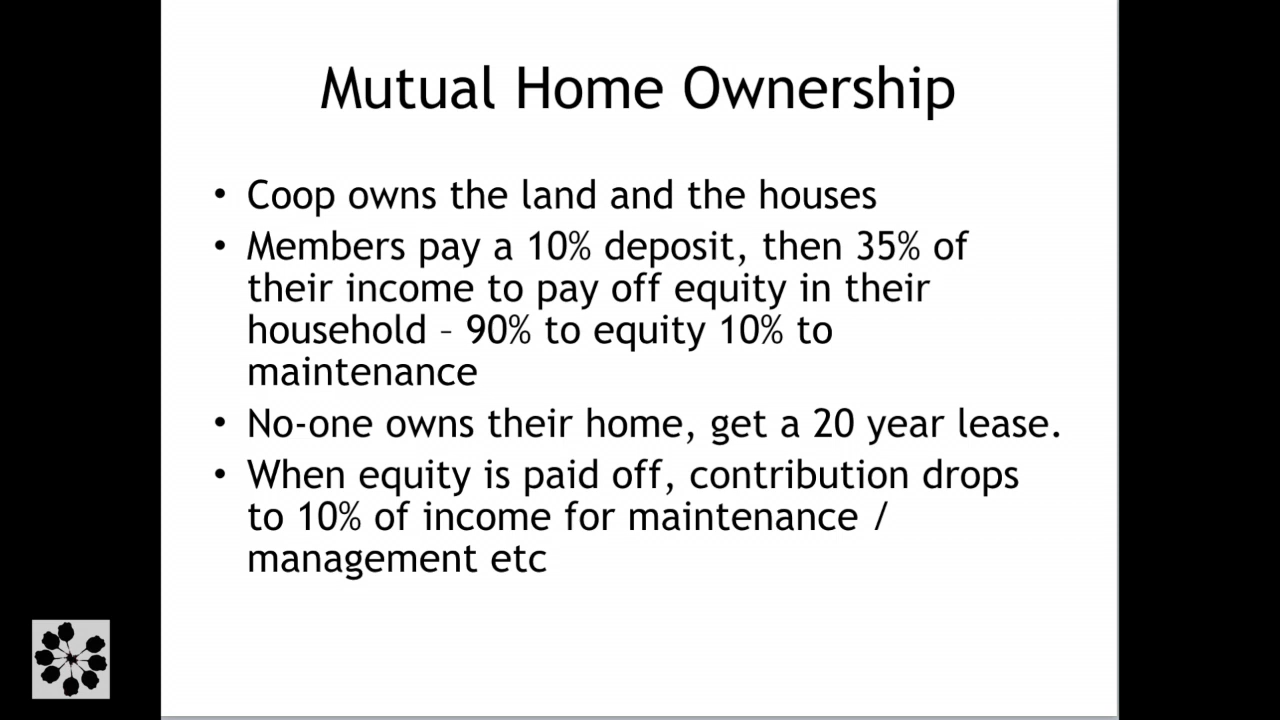 Mutual Home Ownership
• Coop owns the land and the houses
• Members pay a 10% deposit, then 35% of
their income to pay off equity in their
household – 90% to equity 10% to
maintenance
• No-one owns their home, get a 20 year lease.
• When equity is paid off, contribution drops
to 10% of income for maintenance /
management etc